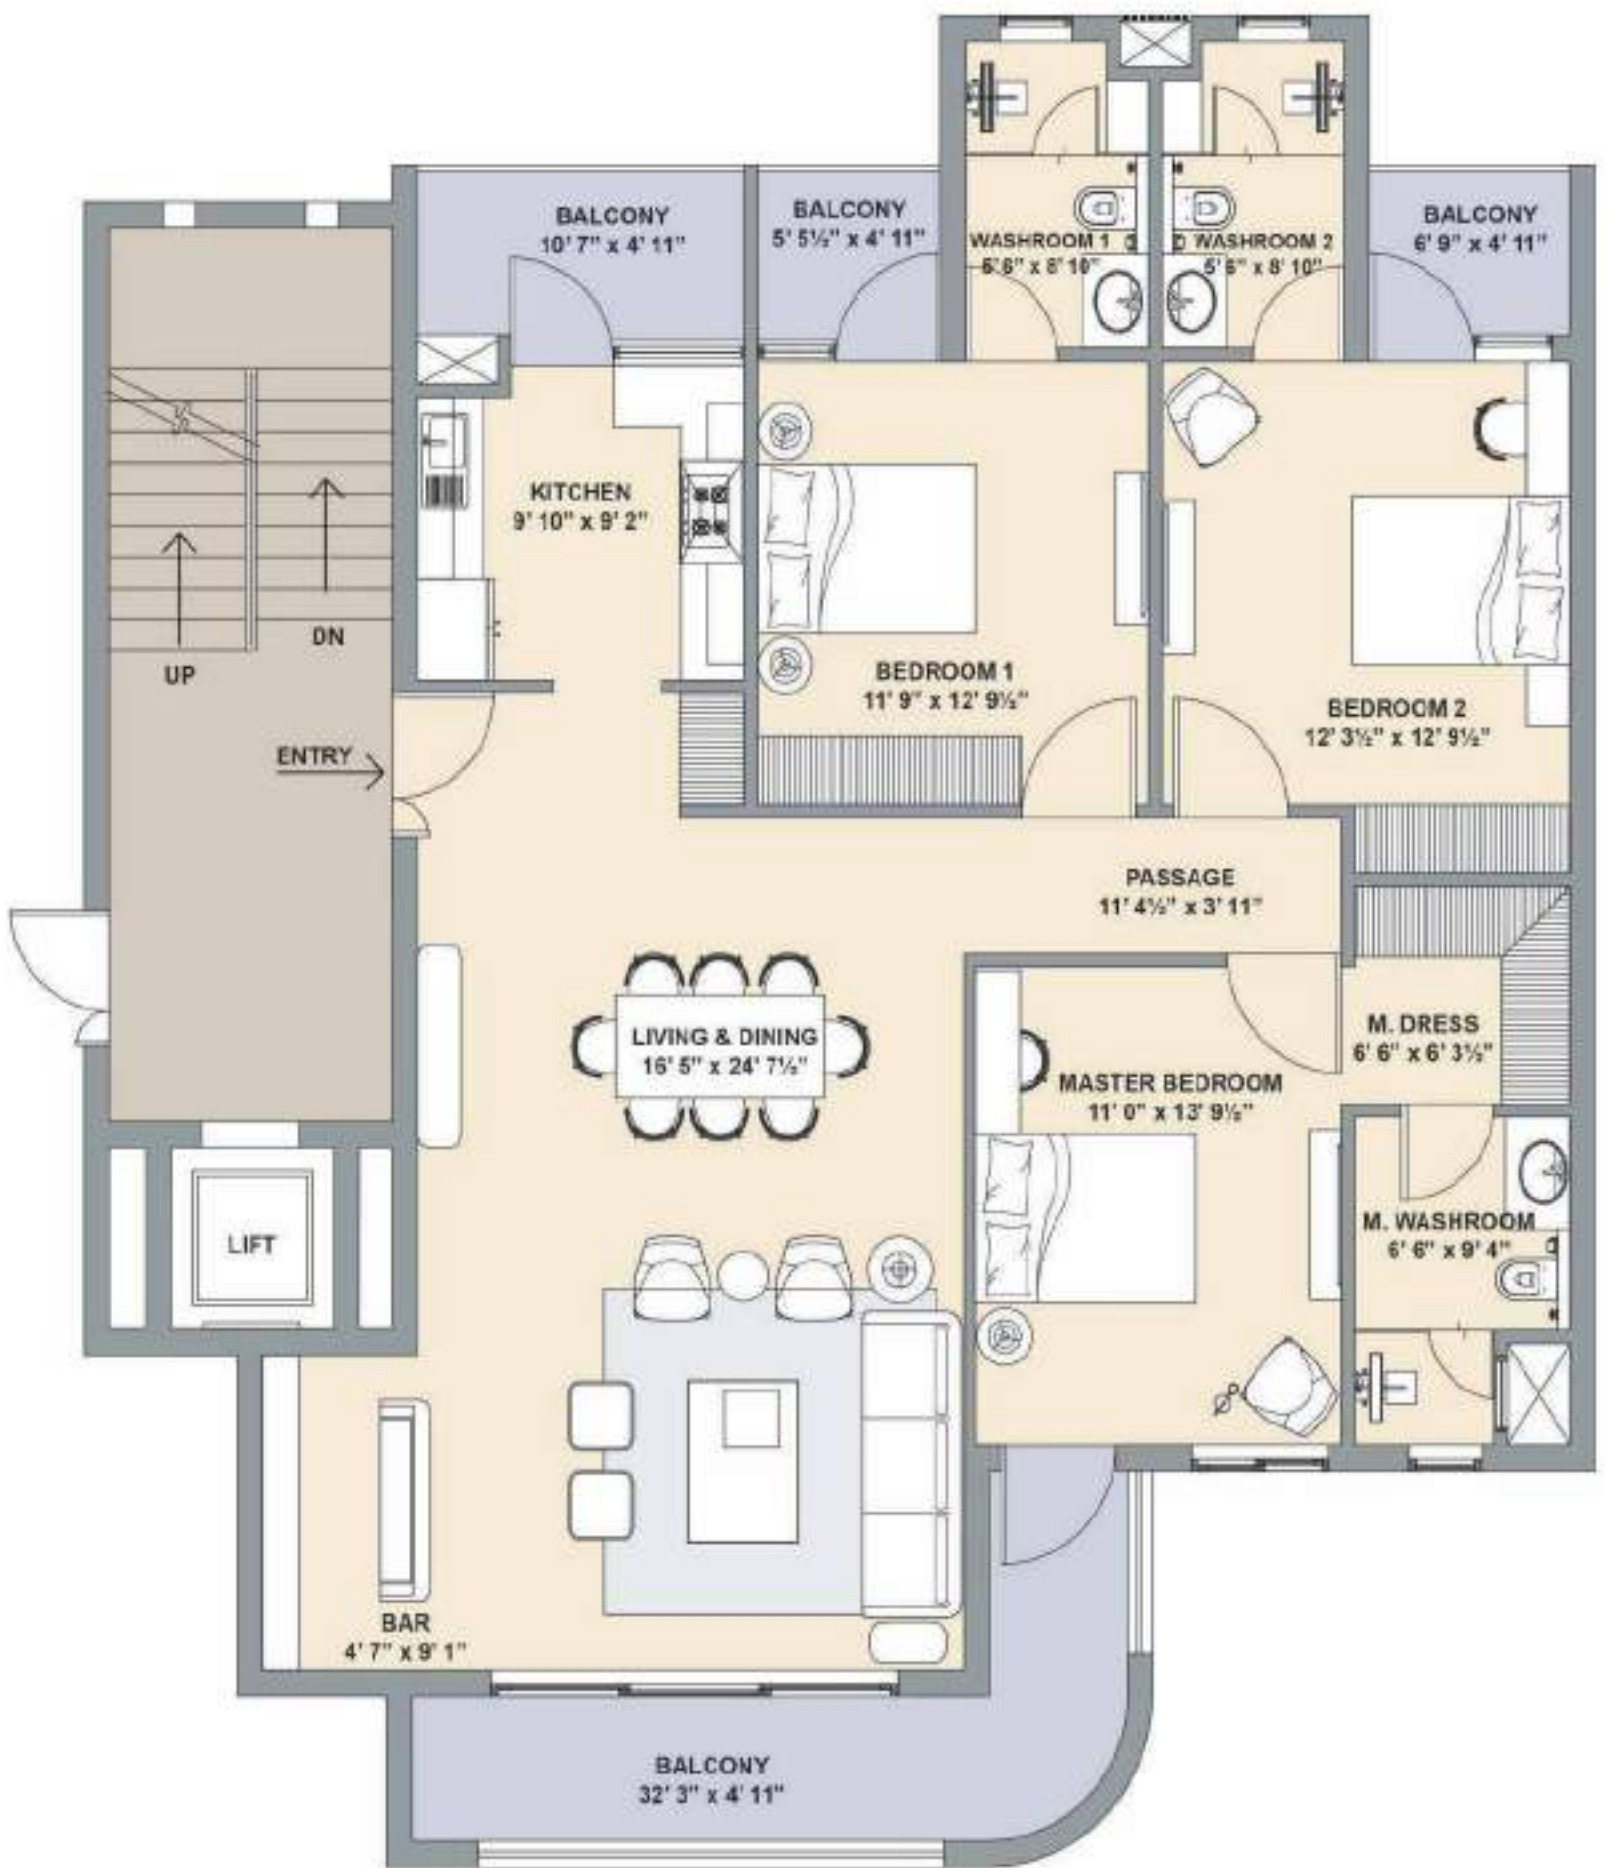 BALCONY
10' 7" x 4' 11"
BALCONY
5' 5½" x 4' 11"
WASHROOM 1
5' 6" x 8' 10"
WASHROOM 2
5' 6" x 8' 10"
BALCONY
6' 9" x 4' 11"
KITCHEN
9' 10" x 9' 2"
UP
DN
ENTRY
BEDROOM 1
11' 9" x 12' 9½"
BEDROOM 2
12' 3½" x 12' 9½"
PASSAGE
11' 4½" x 3' 11"
LIVING & DINING
16' 5" x 24' 7½"
M. DRESS
6' 6" x 6' 3½"
MASTER BEDROOM
11' 0" x 13' 9½"
LIFT
M. WASHROOM
6' 6" x 9' 4"
BAR
4' 7" x 9' 1"
BALCONY
32' 3" x 4' 11"